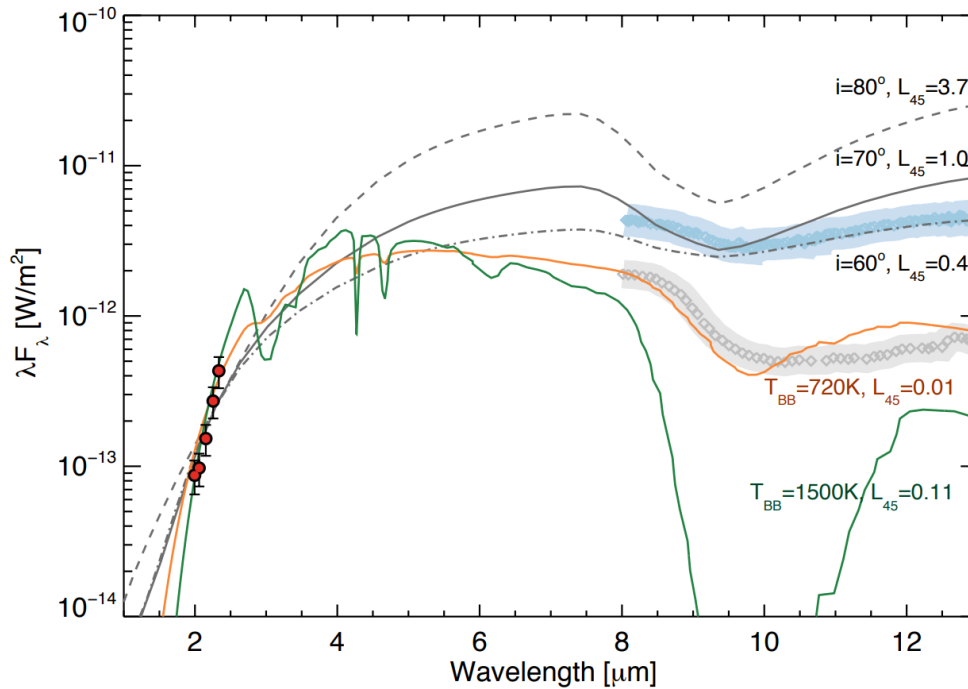 10⁻¹⁰
10⁻¹¹
10⁻¹²
10⁻¹³
10⁻¹⁴
λF_λ [W/m²]
i=80°, L₄₅=3.7
i=70°, L₄₅=1.0
i=60°, L₄₅=0.4
T_BB=720K, L₄₅=0.01
T_BB=1500K, L₄₅=0.11
2 4 6 8 10 12
Wavelength [μm]